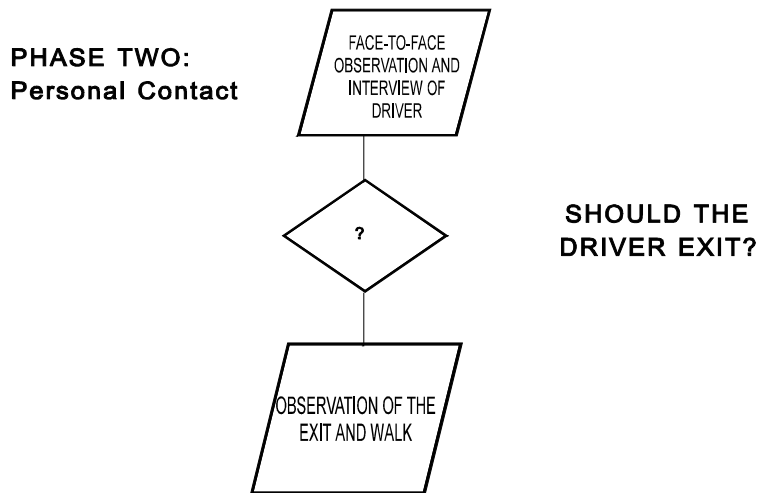 PHASE TWO:
Personal Contact
FACE-TO-FACE
OBSERVATION AND
INTERVIEW OF
DRIVER
?
SHOULD THE
DRIVER EXIT?
OBSERVATION OF THE
EXIT AND WALK